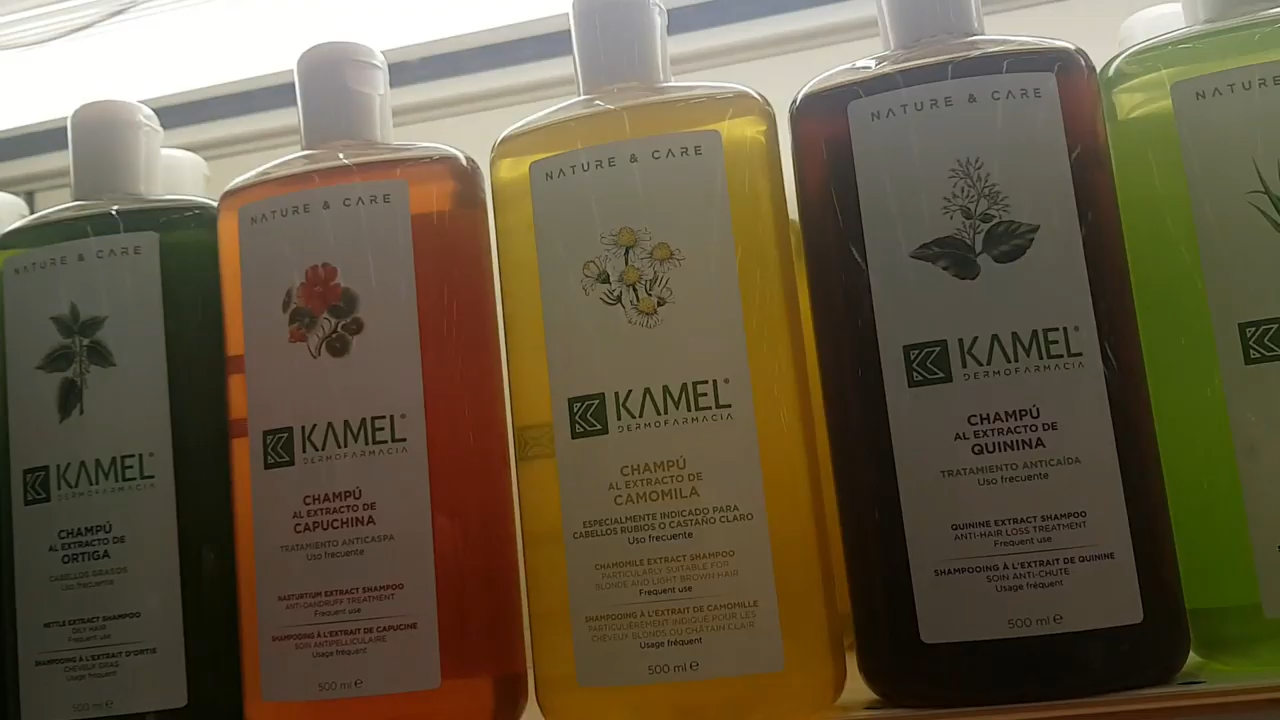 NATURE & CARE
KAMEL
DERMOFARMACIA
CHAMPÚ
AL EXTRACTO DE
ORTIGA
CABELLOS GRASOS
Uso frecuente
NETTLE EXTRACT SHAMPOO
OILY HAIR
Frequent use
SHAMPOOING À L'EXTRAIT D'ORTIE
CHEVEUX GRAS
Usage fréquent
500 ml ℮
NATURE & CARE
KAMEL®
DERMOFARMACIA
CHAMPÚ
AL EXTRACTO DE
CAPUCHINA
TRATAMIENTO ANTICASPA
Uso frecuente
NASTURTIUM EXTRACT SHAMPOO
ANTI-DANDRUFF TREATMENT
Frequent use
SHAMPOOING À L'EXTRAIT DE CAPUCINE
SOIN ANTIPELLICULAIRE
Usage fréquent
500 ml ℮
NATURE & CARE
KAMEL®
DERMOFARMACIA
CHAMPÚ
AL EXTRACTO DE
CAMOMILA
ESPECIALMENTE INDICADO PARA
CABELLOS RUBIOS O CASTAÑO CLARO
Uso frecuente
CHAMOMILE EXTRACT SHAMPOO
PARTICULARLY SUITABLE FOR
BLONDE AND LIGHT BROWN HAIR
Frequent use
SHAMPOOING À L'EXTRAIT DE CAMOMILLE
PARTICULIÈREMENT INDIQUÉ POUR LES
CHEVEUX BLONDS OU CHÂTAIN CLAIR
Usage fréquent
500 ml ℮
NATURE & CARE
KAMEL®
DERMOFARMACIA
CHAMPÚ
AL EXTRACTO DE
QUININA
TRATAMIENTO ANTICAÍDA
Uso frecuente
QUININE EXTRACT SHAMPOO
ANTI-HAIR LOSS TREATMENT
Frequent use
SHAMPOOING À L'EXTRAIT DE QUININE
SOIN ANTI-CHUTE
Usage fréquent
500 ml ℮
NATURE &